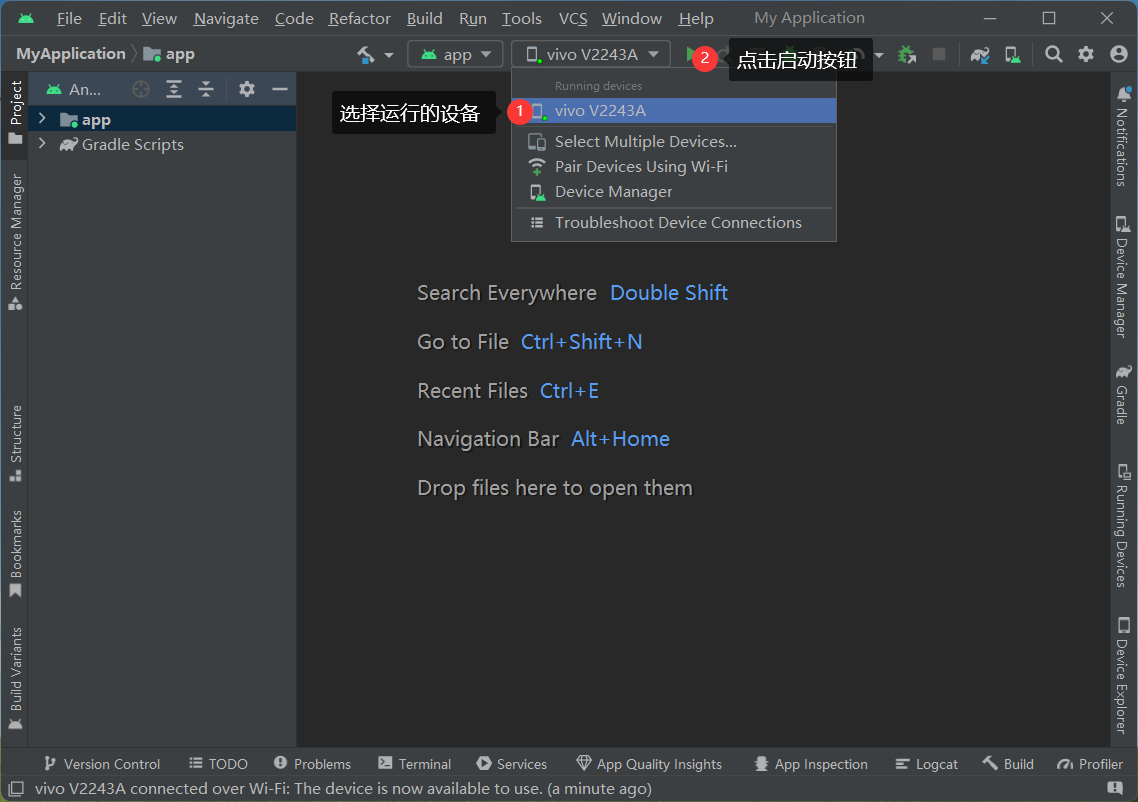 File Edit View Navigate Code Refactor Build Run Tools VCS Window Help My Application
MyApplication app app vivo V2243A 2 点击启动按钮
Project
An...
app
Gradle Scripts
Resource Manager
Structure
Bookmarks
Build Variants
选择运行的设备 1
Running devices
vivo V2243A
Select Multiple Devices...
Pair Devices Using Wi-Fi
Device Manager
Troubleshoot Device Connections
Search Everywhere Double Shift
Go to File Ctrl+Shift+N
Recent Files Ctrl+E
Navigation Bar Alt+Home
Drop files here to open them
Notifications
Device Manager
Gradle
Running Devices
Device Explorer
Version Control TODO Problems Terminal Services App Quality Insights App Inspection Logcat Build Profiler
vivo V2243A connected over Wi-Fi: The device is now available to use. (a minute ago)